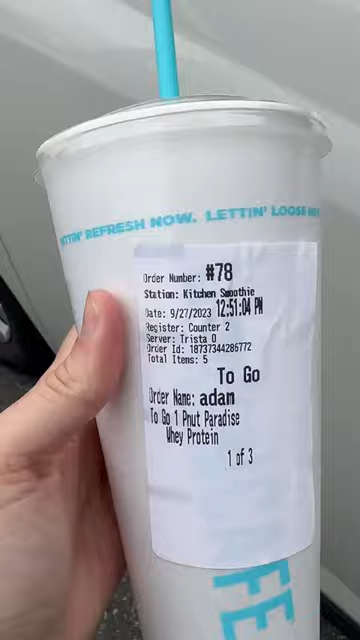 REFRESH NOW. LETTIN' LOOSE
Order Number: #78
Station: Kitchen Smoothie
Date: 9/27/2023 12:51:04 PM
Register: Counter 2
Server: Trista O
Order Id: 18737344286772
Total Items: 5
To Go
Order Name: adam
To Go 1 Pnut Paradise
Whey Protein
1 of 3
FE